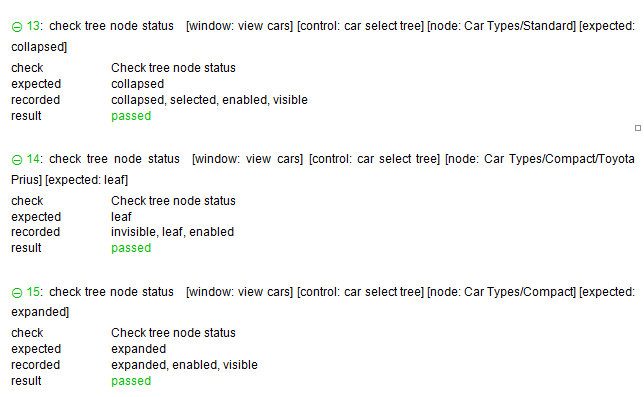 13: check tree node status [window: view cars] [control: car select tree] [node: Car Types/Standard] [expected:
collapsed]
check Check tree node status
expected collapsed
recorded collapsed, selected, enabled, visible
result passed
14: check tree node status [window: view cars] [control: car select tree] [node: Car Types/Compact/Toyota
Prius] [expected: leaf]
check Check tree node status
expected leaf
recorded invisible, leaf, enabled
result passed
15: check tree node status [window: view cars] [control: car select tree] [node: Car Types/Compact] [expected:
expanded]
check Check tree node status
expected expanded
recorded expanded, enabled, visible
result passed